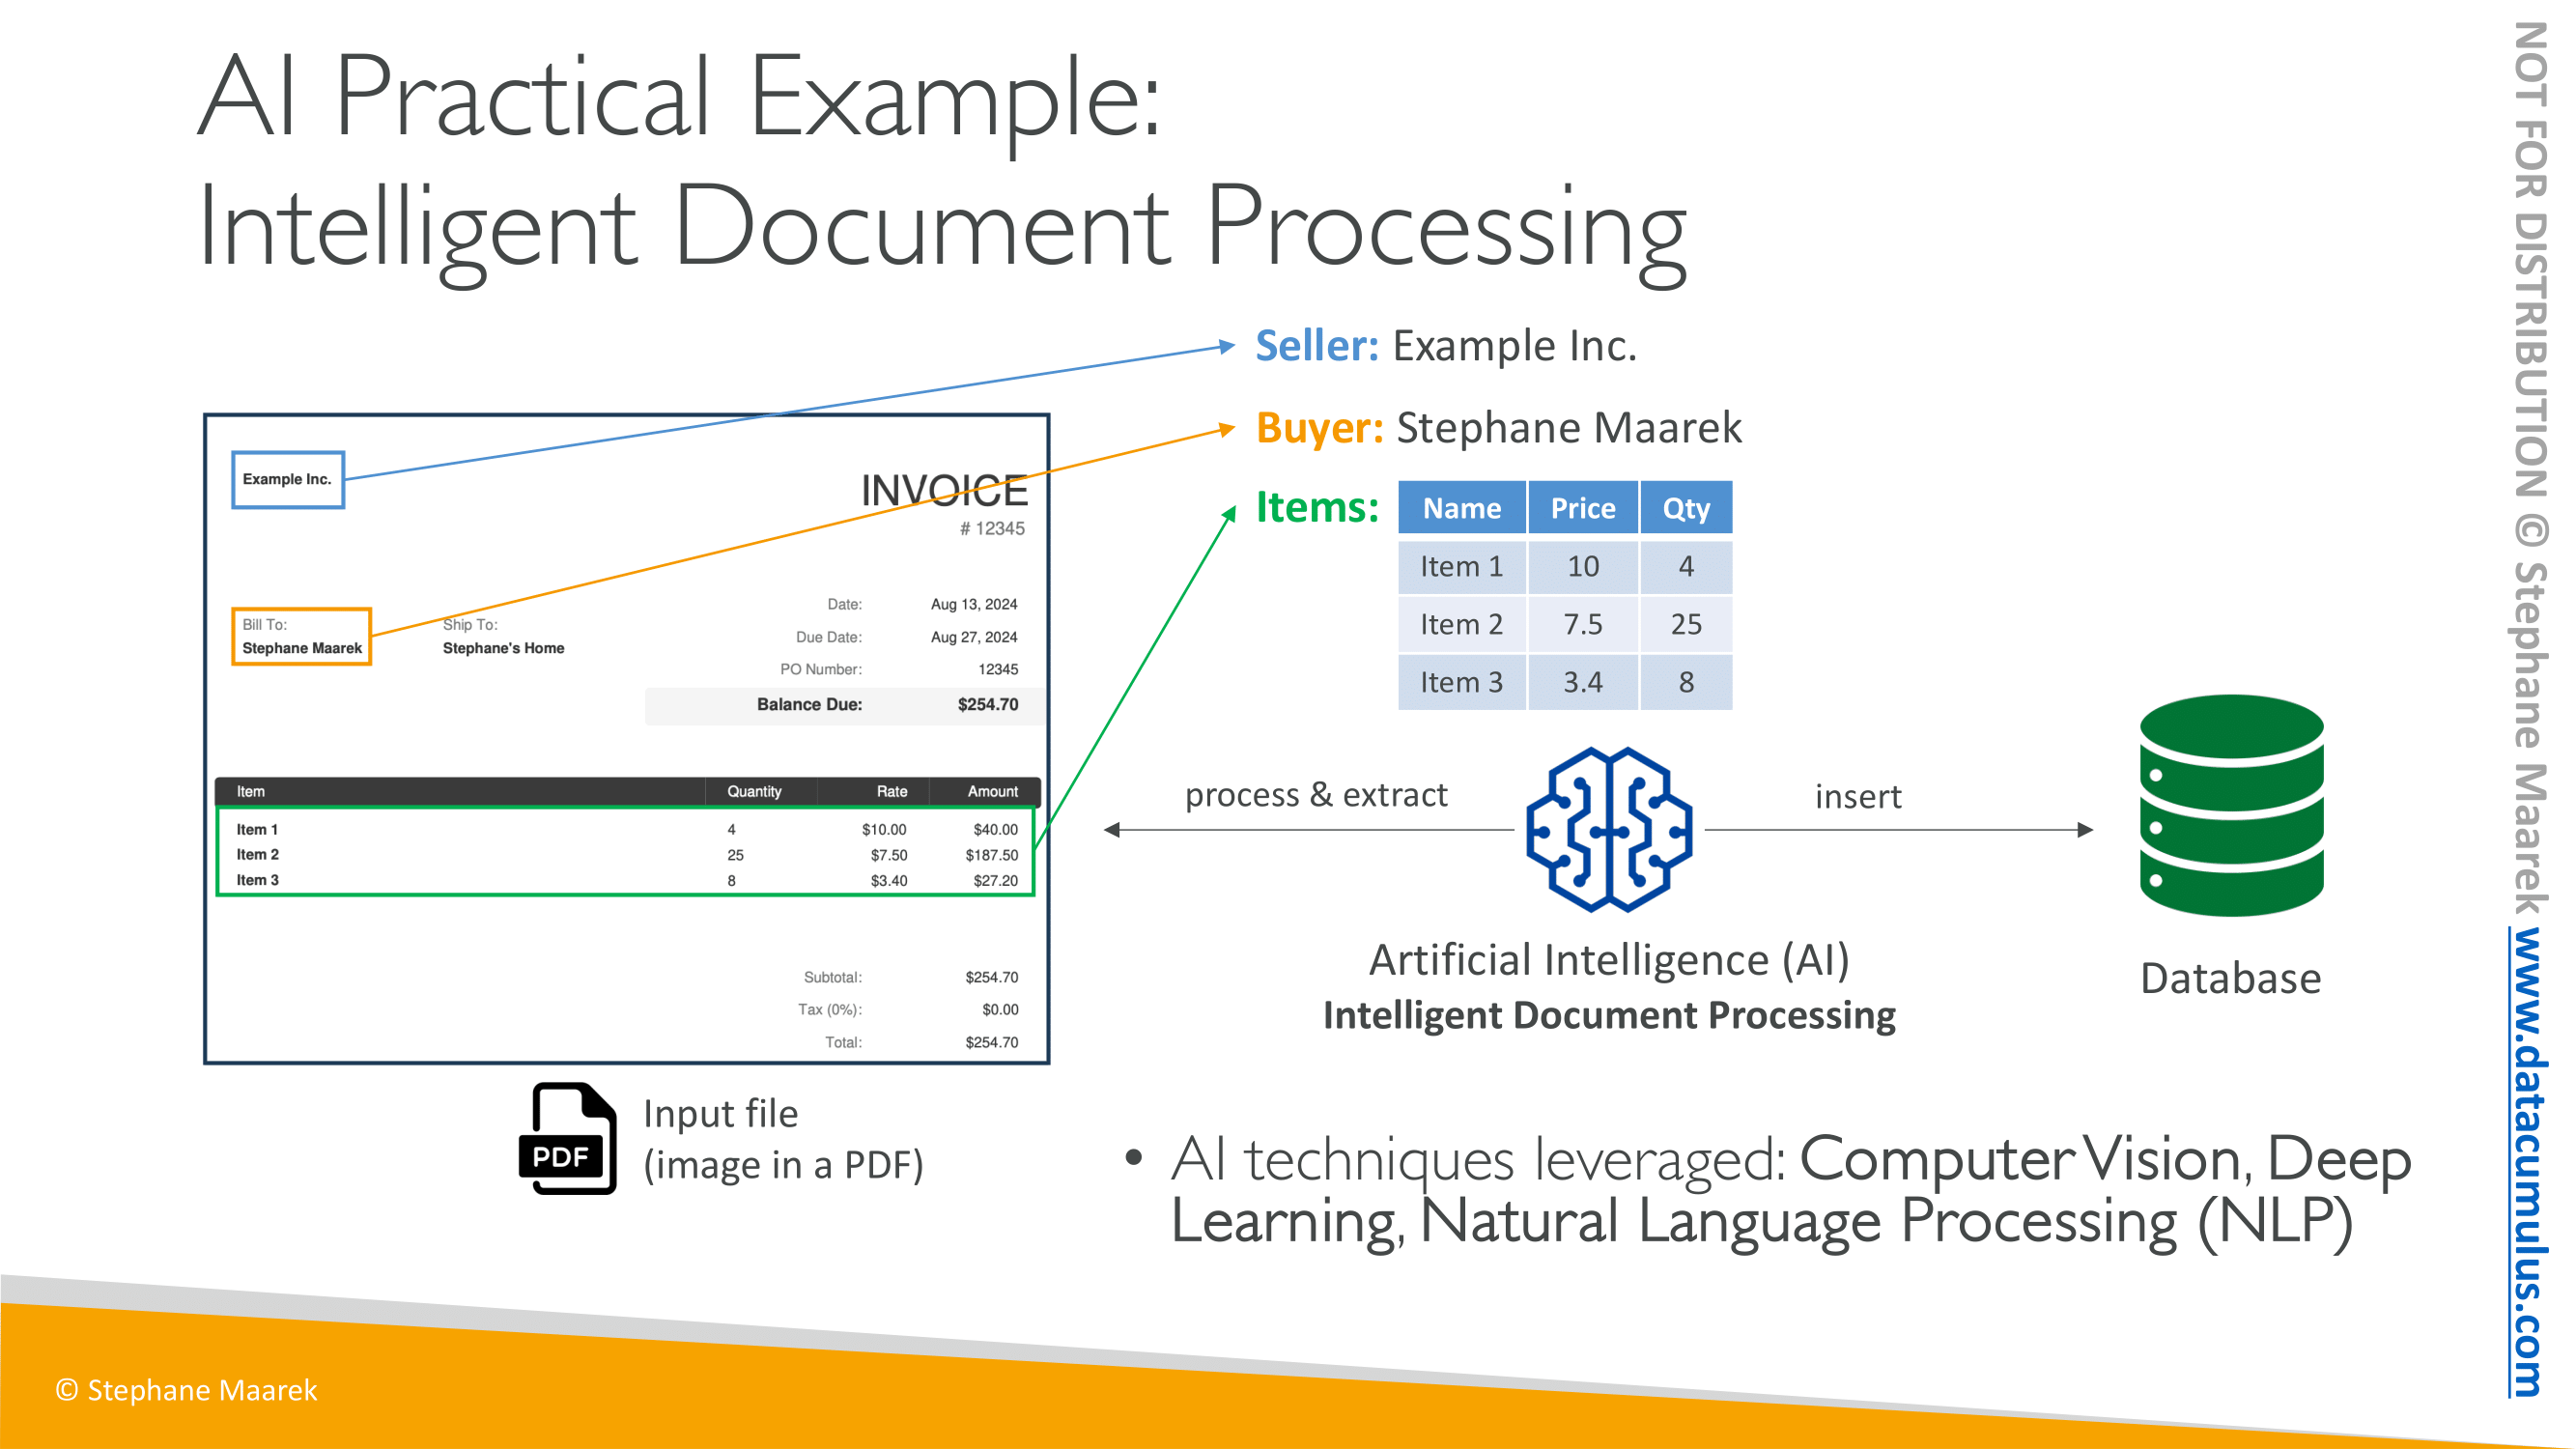 AI Practical Example:
Intelligent Document Processing
Seller: Example Inc.
Buyer: Stephane Maarek
Items:
Name Price Qty
Item 1 10 4
Item 2 7.5 25
Item 3 3.4 8
Example Inc.
INVOICE
# 12345
Bill To:
Stephane Maarek
Ship To:
Stephane's Home
Date: Aug 13, 2024
Due Date: Aug 27, 2024
PO Number: 12345
Balance Due: $254.70
Item Quantity Rate Amount
Item 1 4 $10.00 $40.00
Item 2 25 $7.50 $187.50
Item 3 8 $3.40 $27.20
Subtotal: $254.70
Tax (0%): $0.00
Total: $254.70
PDF
Input file
(image in a PDF)
process & extract
insert
Artificial Intelligence (AI)
Intelligent Document Processing
Database
• AI techniques leveraged: Computer Vision, Deep
Learning, Natural Language Processing (NLP)
© Stephane Maarek
NOT FOR DISTRIBUTION © Stephane Maarek www.datacumulus.com